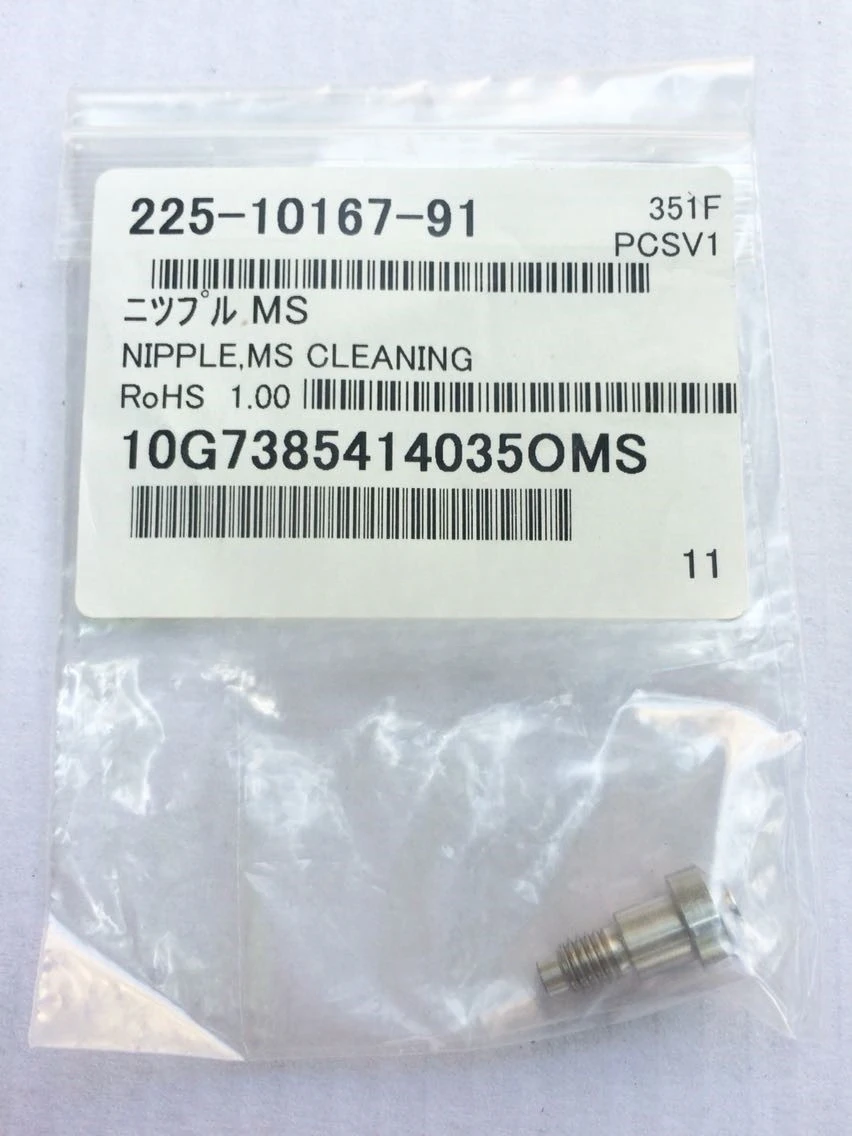 225-10167-91
351F
PCSV1
ニツプル,MS
NIPPLE,MS CLEANING
RoHS 1.00
10G7385414035OMS
11